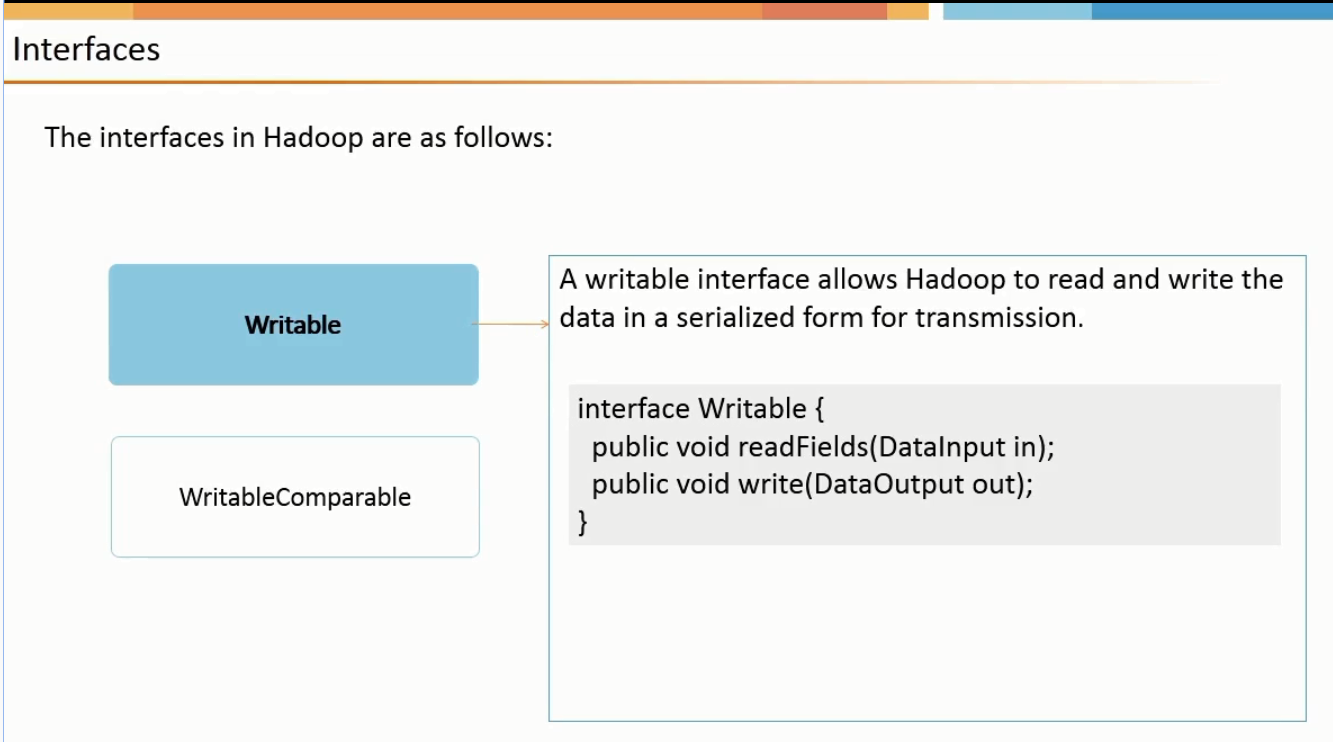 Interfaces
The interfaces in Hadoop are as follows:
Writable
A writable interface allows Hadoop to read and write the
data in a serialized form for transmission.
interface Writable {
public void readFields(DataInput in);
public void write(DataOutput out);
}
WritableComparable